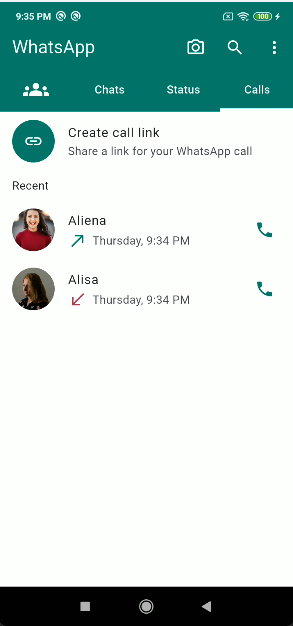 9:35 PM 100
WhatsApp
Chats Status Calls
Create call link
Share a link for your WhatsApp call
Recent
Aliena
Thursday, 9:34 PM
Alisa
Thursday, 9:34 PM